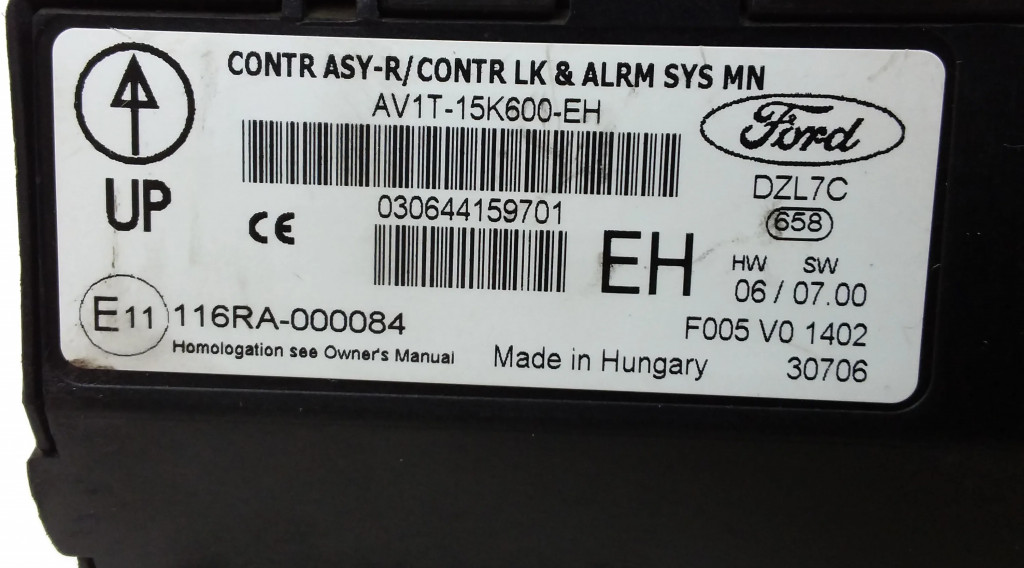 CONTR ASY-R/CONTR LK & ALRM SYS MN
AV1T-15K600-EH
Ford
UP
DZL7C
030644159701
658
CE
EH
HW SW
06 / 07.00
E11 116RA-000084
F005 V0 1402
Homologation see Owner's Manual
Made in Hungary
30706